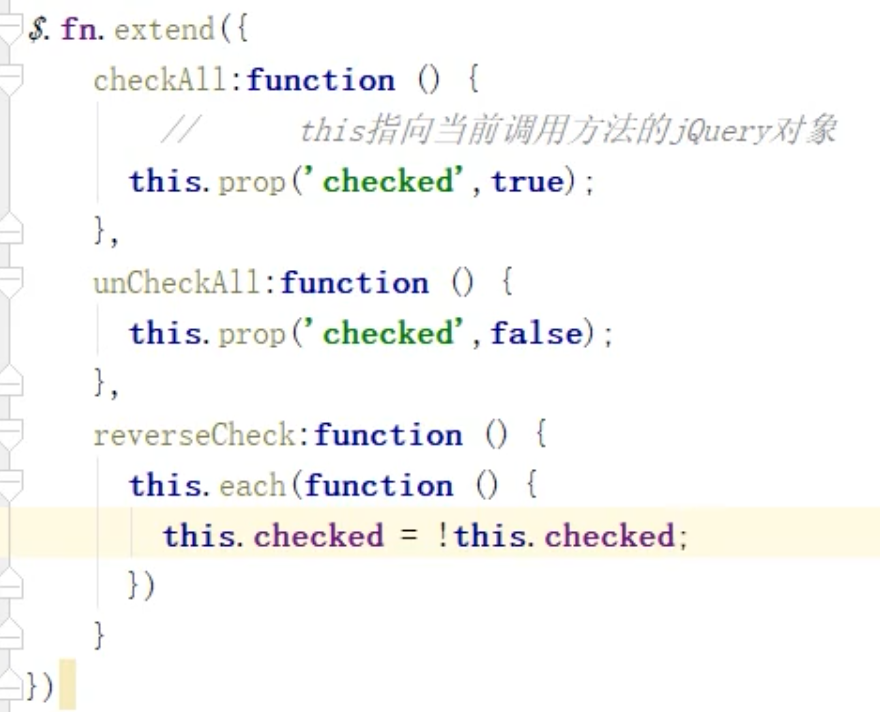 $.fn.extend({
checkAll:function () {
// this指向当前调用方法的jQuery对象
this.prop('checked',true);
},
unCheckAll:function () {
this.prop('checked',false);
},
reverseCheck:function () {
this.each(function () {
this.checked = !this.checked;
})
}
})